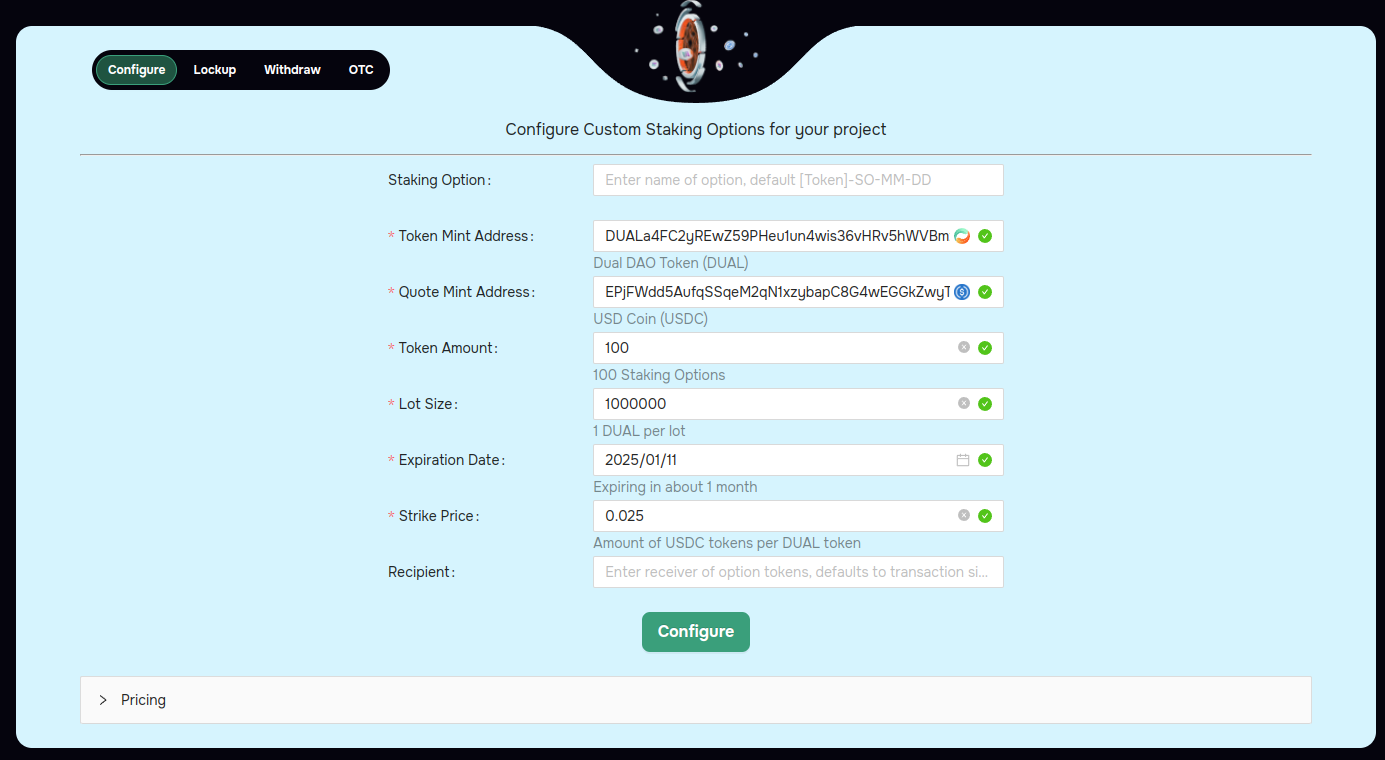 Configure Lockup Withdraw OTC
Configure Custom Staking Options for your project
Staking Option: Enter name of option, default [Token]-SO-MM-DD
* Token Mint Address: DUALa4FC2yREwZ59PHeu1un4wis36vHRv5hWVBm
Dual DAO Token (DUAL)
* Quote Mint Address: EPjFWdd5AufqSSqeM2qN1xzybapC8G4wEGGkZwyT
USD Coin (USDC)
* Token Amount: 100
100 Staking Options
* Lot Size: 1000000
1 DUAL per lot
* Expiration Date: 2025/01/11
Expiring in about 1 month
* Strike Price: 0.025
Amount of USDC tokens per DUAL token
Recipient: Enter receiver of option tokens, defaults to transaction si...
Configure
Pricing